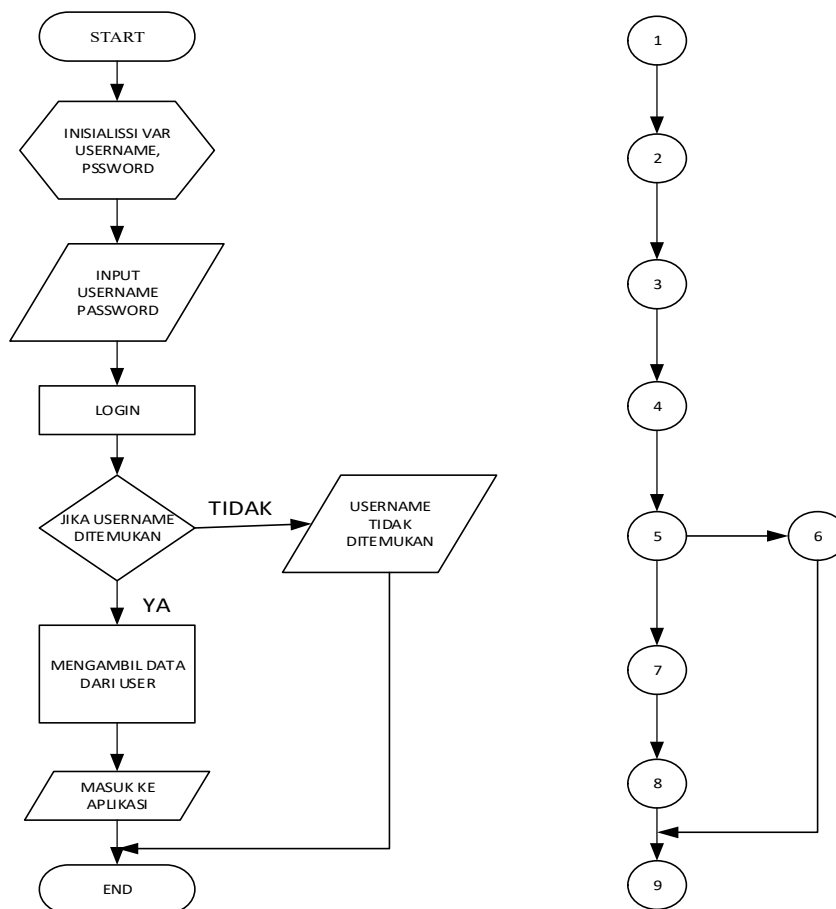 START
INISIALISSI VAR
USERNAME,
PSSWORD
INPUT
USERNAME
PASSWORD
LOGIN
JIKA USERNAME
DITEMUKAN
TIDAK
USERNAME
TIDAK
DITEMUKAN
YA
MENGAMBIL DATA
DARI USER
MASUK KE
APLIKASI
END
1
2
3
4
5
6
7
8
9